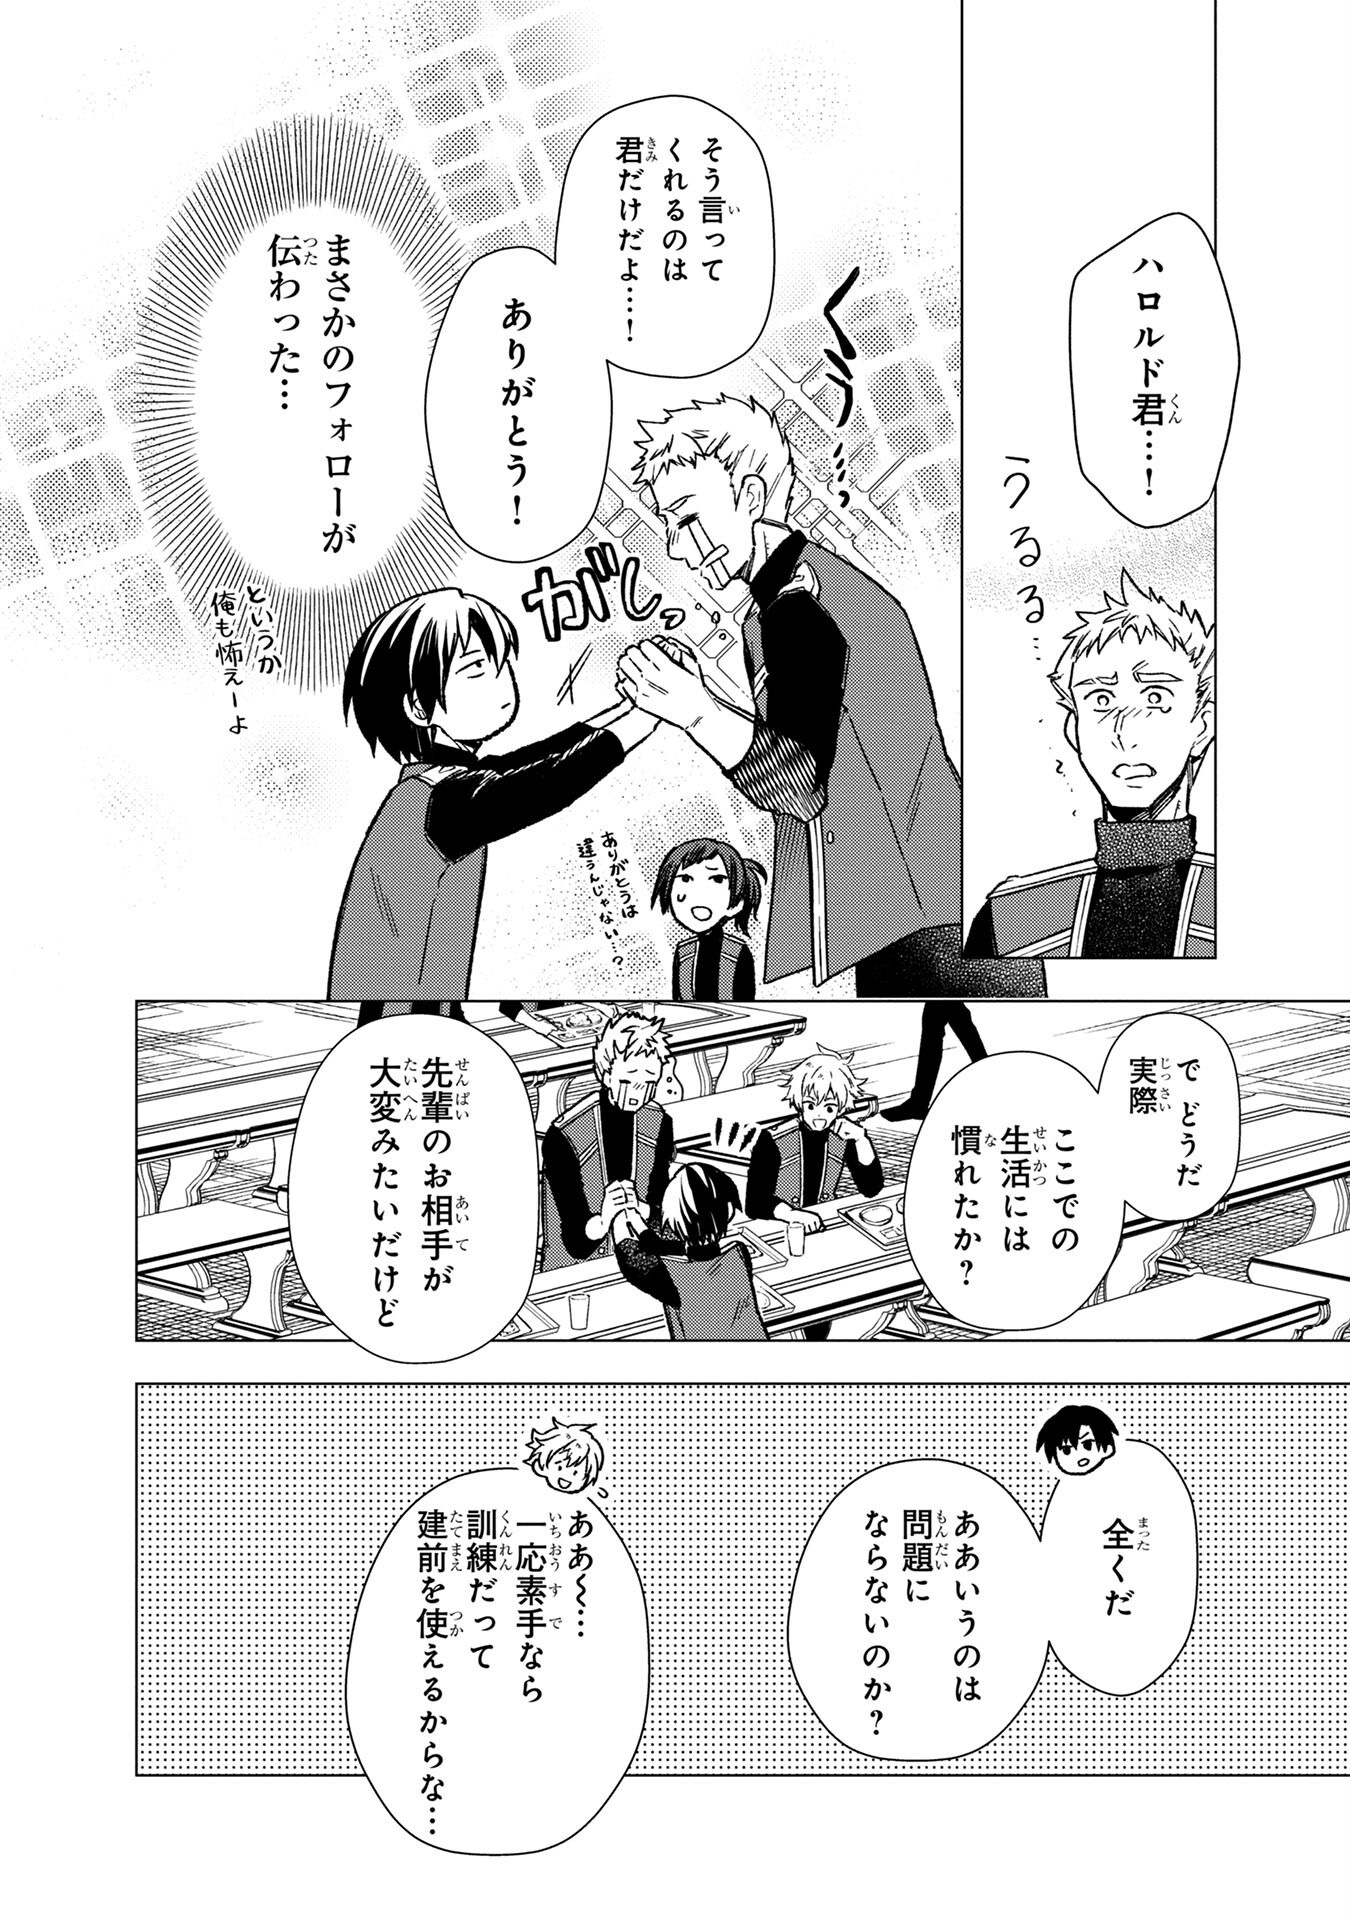 ハロルド君…！
うるるる…
そう言って
くれるのは
君だけだよ…！
ありがとう！
くうっ…
まさかのフォローが
伝わった…
というか
俺も怖えーよ
がしっ
ありがとうは
違うんじゃない…？
で どうだ
実際
ここでの
生活には
慣れたか？
先輩のお相手が
大変みたいだけど
全くだ
ああいうのは
問題に
ならないのか？
ああ〜…
一応素手なら
訓練だって
建前を使えるからな…